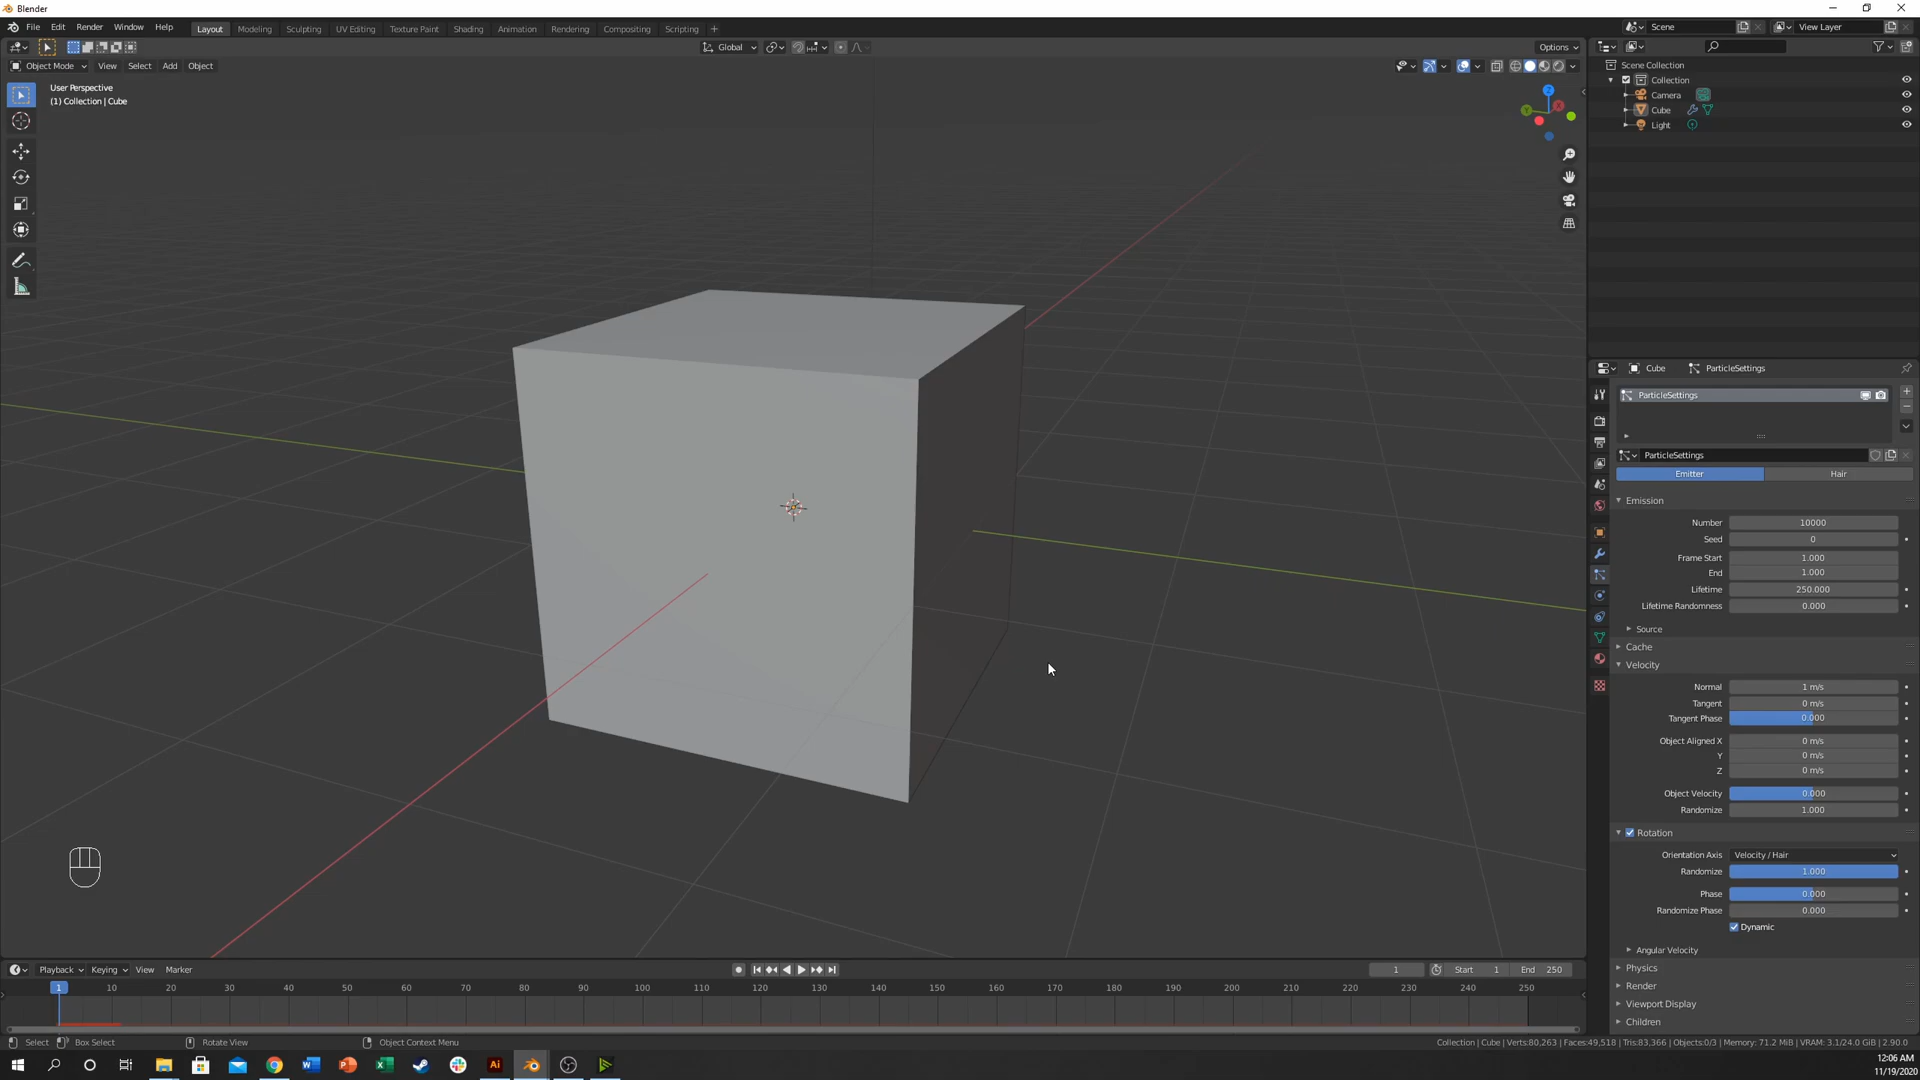 Blender
File Edit Render Window Help
Layout Modeling Sculpting UV Editing Texture Paint Shading Animation Rendering Compositing Scripting +
Scene View Layer
Global Options
Object Mode View Select Add Object
User Perspective
(1) Collection | Cube
Z
Y
X
Scene Collection
Collection
Camera
Cube
Light
Cube ParticleSettings
ParticleSettings
ParticleSettings
Emitter Hair
Emission
Number 10000
Seed 0
Frame Start 1.000
End 1.000
Lifetime 250.000
Lifetime Randomness 0.000
Source
Cache
Velocity
Normal 1 m/s
Tangent 0 m/s
Tangent Phase 0.000
Object Aligned X 0 m/s
Y 0 m/s
Z 0 m/s
Object Velocity 0.000
Randomize 1.000
Rotation
Orientation Axis Velocity / Hair
Randomize 1.000
Phase 0.000
Randomize Phase 0.000
Dynamic
Angular Velocity
Physics
Render
Viewport Display
Children
Playback Keying View Marker
1 Start 1 End 250
1 10 20 30 40 50 60 70 80 90 100 110 120 130 140 150 160 170 180 190 200 210 220 230 240 250
Select Box Select Rotate View Object Context Menu
Collection | Cube | Verts:80,263 | Faces:49,518 | Tris:83,366 | Objects:0/3 | Memory: 71.2 MiB | VRAM: 3.1/24.0 GiB | 2.90.0
12:06 AM
11/19/2020